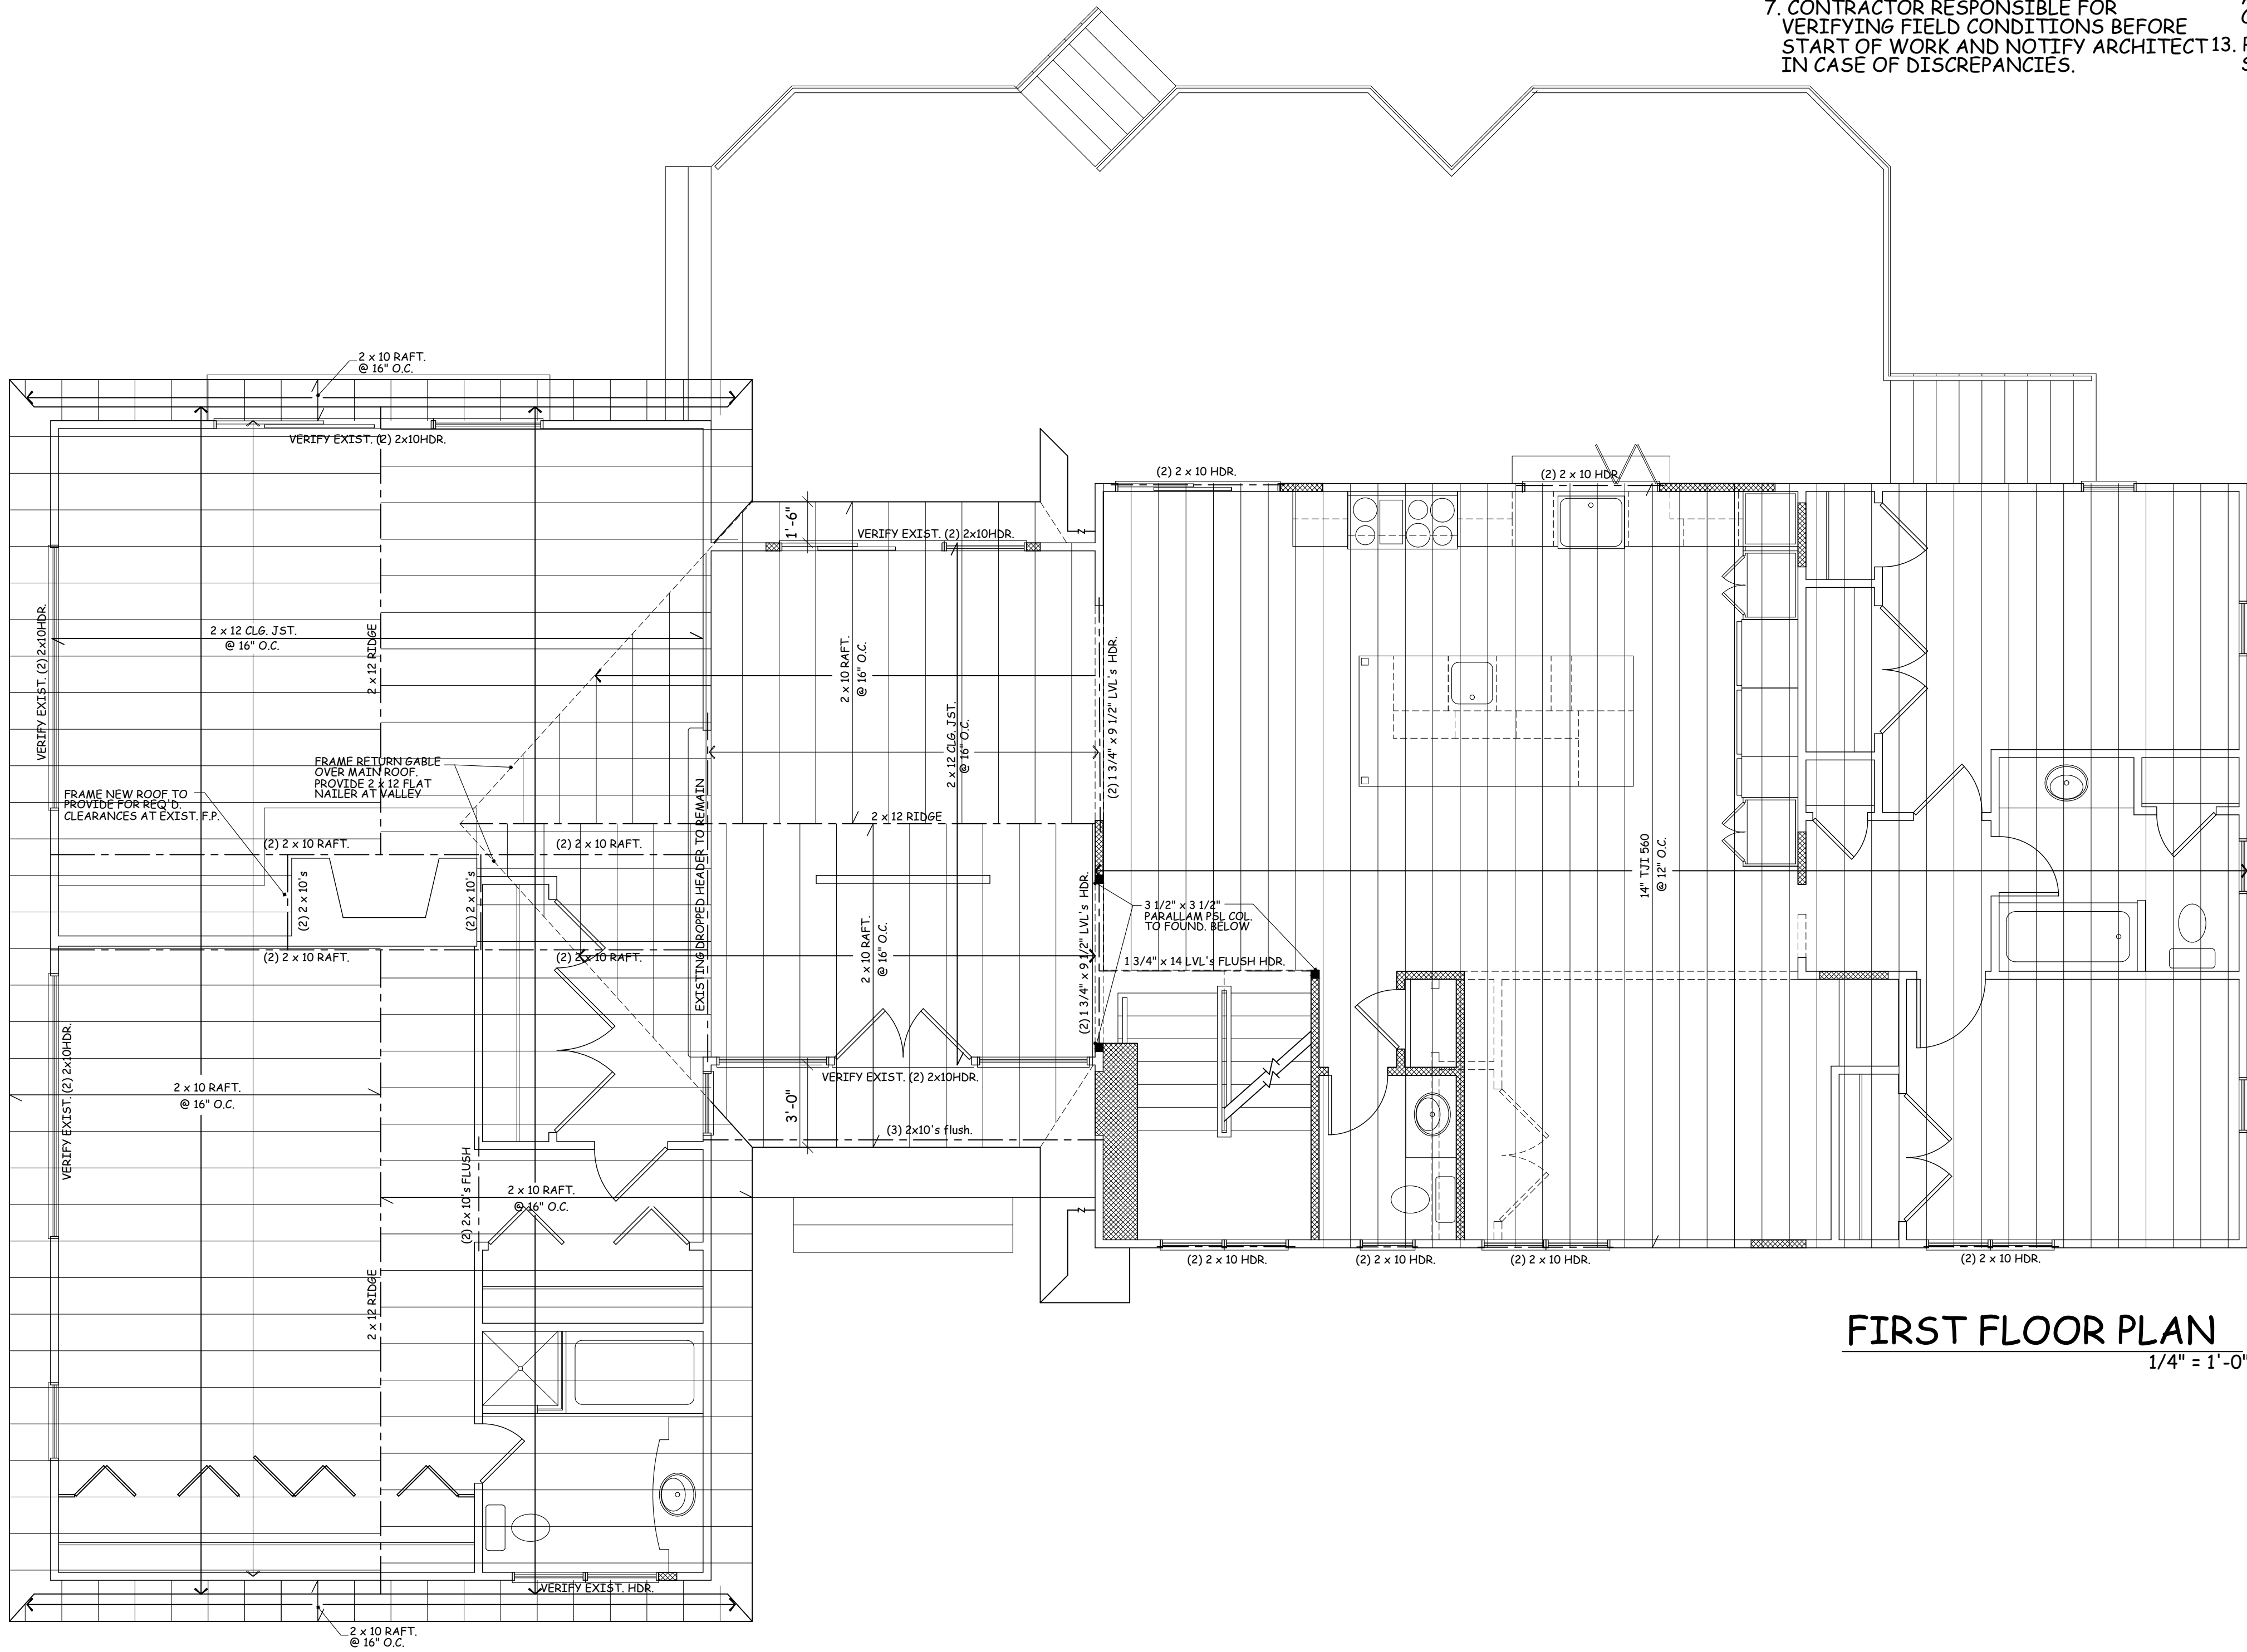 7. CONTRACTOR RESPONSIBLE FOR
VERIFYING FIELD CONDITIONS BEFORE
START OF WORK AND NOTIFY ARCHITECT
IN CASE OF DISCREPANCIES.
13.
2 x 10 RAFT.
@ 16" O.C.
VERIFY EXIST. (2) 2x10HDR.
VERIFY EXIST. (2) 2x10HDR.
2 x 12 CLG. JST.
@ 16" O.C.
2 x 12 RIDGE
FRAME RETURN GABLE
OVER MAIN ROOF.
PROVIDE 2 x 12 FLAT
NAILER AT VALLEY
FRAME NEW ROOF TO
PROVIDE FOR REQ'D.
CLEARANCES AT EXIST. F.P.
(2) 2 x 10 RAFT.
(2) 2 x 10 RAFT.
(2) 2 x 10's
(2) 2 x 10's
(2) 2 x 10 RAFT.
(2) 2 x 10 RAFT.
VERIFY EXIST. (2) 2x10HDR.
2 x 10 RAFT.
@ 16" O.C.
(2) 2x 10's FLUSH
2 x 10 RAFT.
@ 16" O.C.
2 x 12 RIDGE
VERIFY EXIST. HDR.
2 x 10 RAFT.
@ 16" O.C.
1'-6"
VERIFY EXIST. (2) 2x10HDR.
Z
2 x 10 RAFT.
@ 16" O.C.
2 x 12 CLG. JST.
@ 16" O.C.
EXISTING DROPPED HEADER TO REMAIN
2 x 12 RIDGE
2 x 10 RAFT.
@ 16" O.C.
VERIFY EXIST. (2) 2x10HDR.
3'-0"
(3) 2x10's flush.
Z
(2) 2 x 10 HDR.
(2) 2 x 10 HDR.
(2) 1 3/4" x 9 1/2" LVL's HDR.
(2) 1 3/4" x 9 1/2" LVL's HDR.
3 1/2" x 3 1/2"
PARALLAM PSL COL.
TO FOUND. BELOW
1 3/4" x 14 LVL's FLUSH HDR.
14" TJI 560
@ 12" O.C.
(2) 2 x 10 HDR.
(2) 2 x 10 HDR.
(2) 2 x 10 HDR.
(2) 2 x 10 HDR.
FIRST FLOOR PLAN
1/4" = 1'-0"